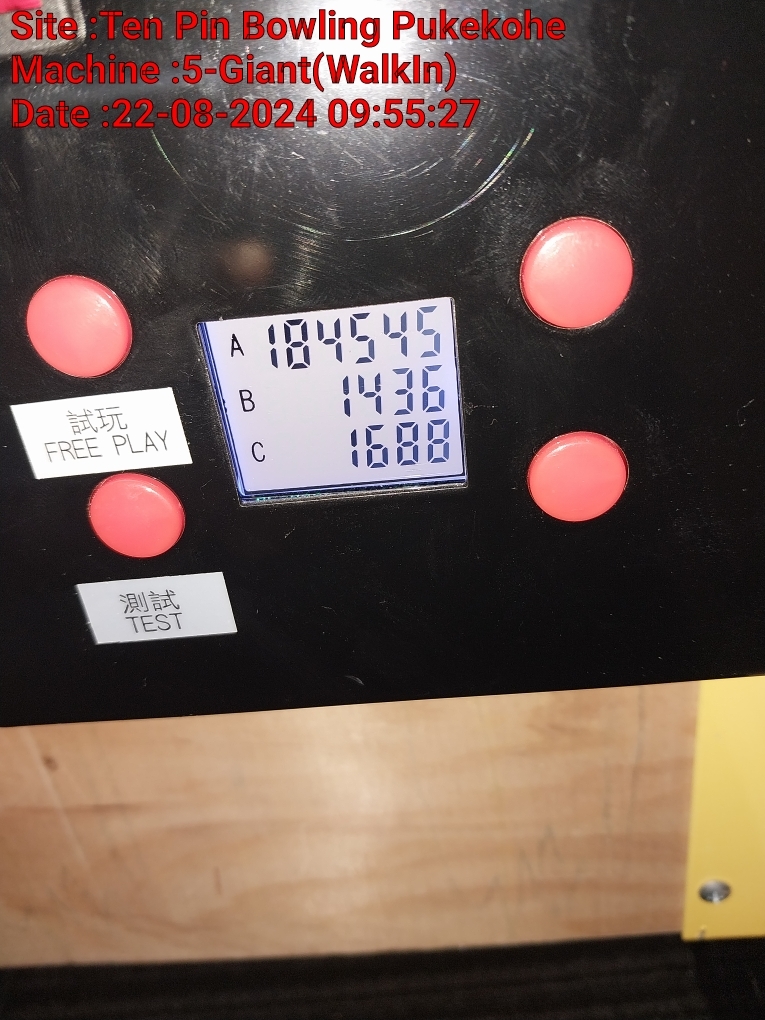 Site :Ten Pin Bowling Pukekohe
Machine :5-Giant(WalkIn)
Date :22-08-2024 09:55:27
A 184545
B 1436
C 1688
試玩
FREE PLAY
測試
TEST